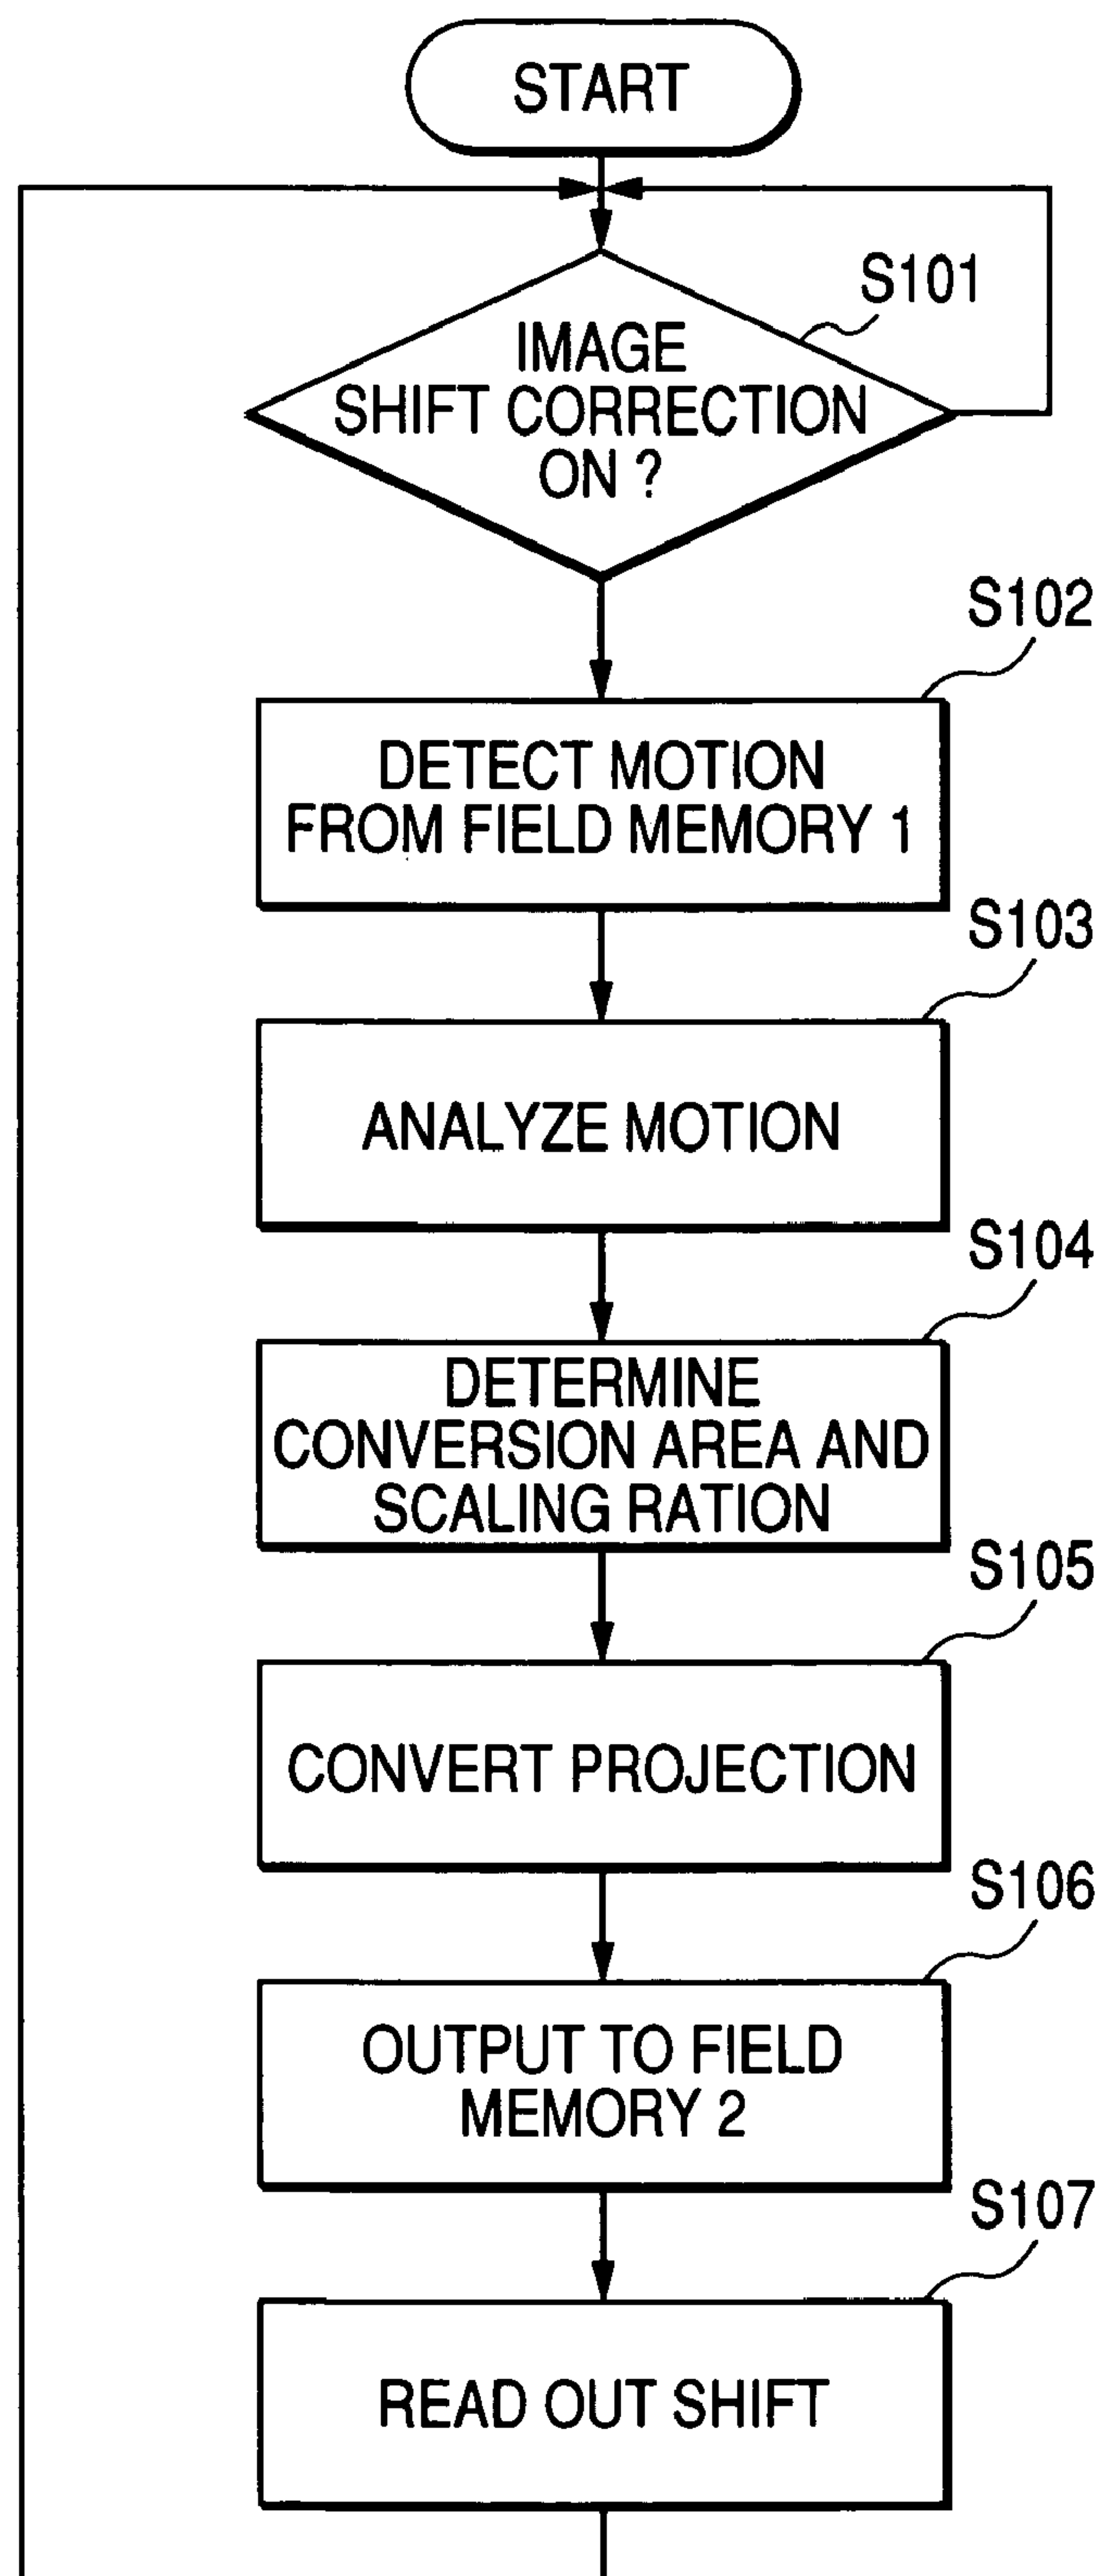 START
S101
IMAGE
SHIFT CORRECTION
ON ?
S102
DETECT MOTION
FROM FIELD MEMORY 1
S103
ANALYZE MOTION
S104
DETERMINE
CONVERSION AREA AND
SCALING RATION
S105
CONVERT PROJECTION
S106
OUTPUT TO FIELD
MEMORY 2
S107
READ OUT SHIFT